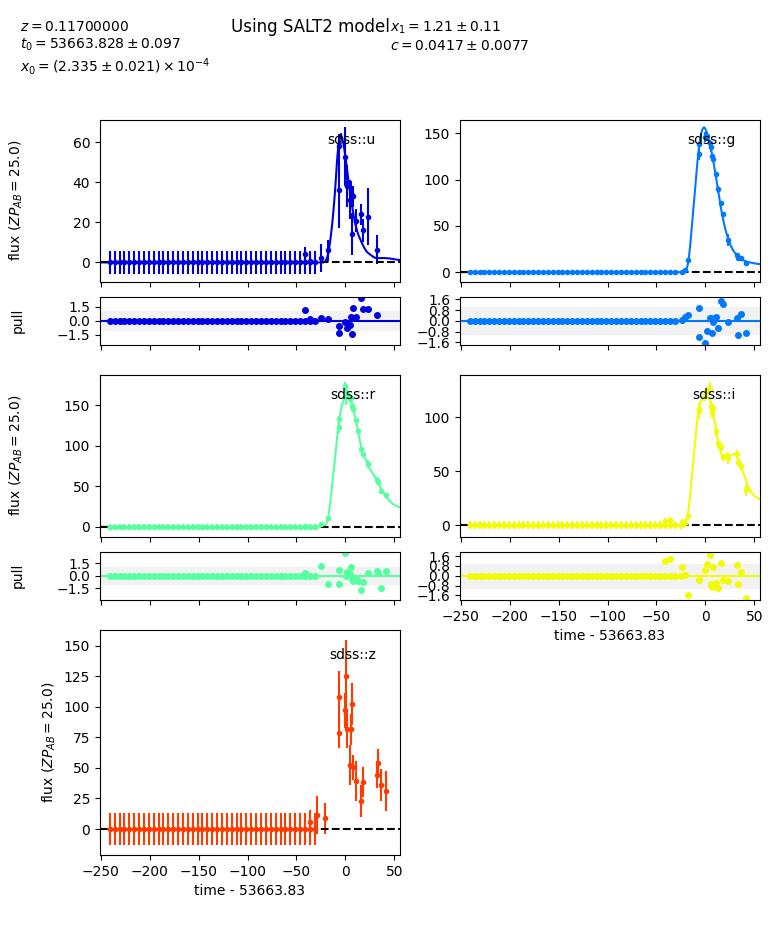 Using SALT2 model
z = 0.11700000
t₀ = 53663.828 ± 0.097
x₀ = (2.335 ± 0.021) × 10⁻⁴
x₁ = 1.21 ± 0.11
c = 0.0417 ± 0.0077
flux (ZP_AB = 25.0)
60
40
20
0
sdss::u
150
100
50
0
sdss::g
pull
1.5
0.0
−1.5
1.6
0.8
0.0
−0.8
−1.6
flux (ZP_AB = 25.0)
150
100
50
0
sdss::r
100
50
0
sdss::i
pull
1.5
0.0
−1.5
1.6
0.8
0.0
−0.8
−1.6
−250 −200 −150 −100 −50 0 50
time - 53663.83
flux (ZP_AB = 25.0)
150
125
100
75
50
25
0
sdss::z
−250 −200 −150 −100 −50 0 50
time - 53663.83